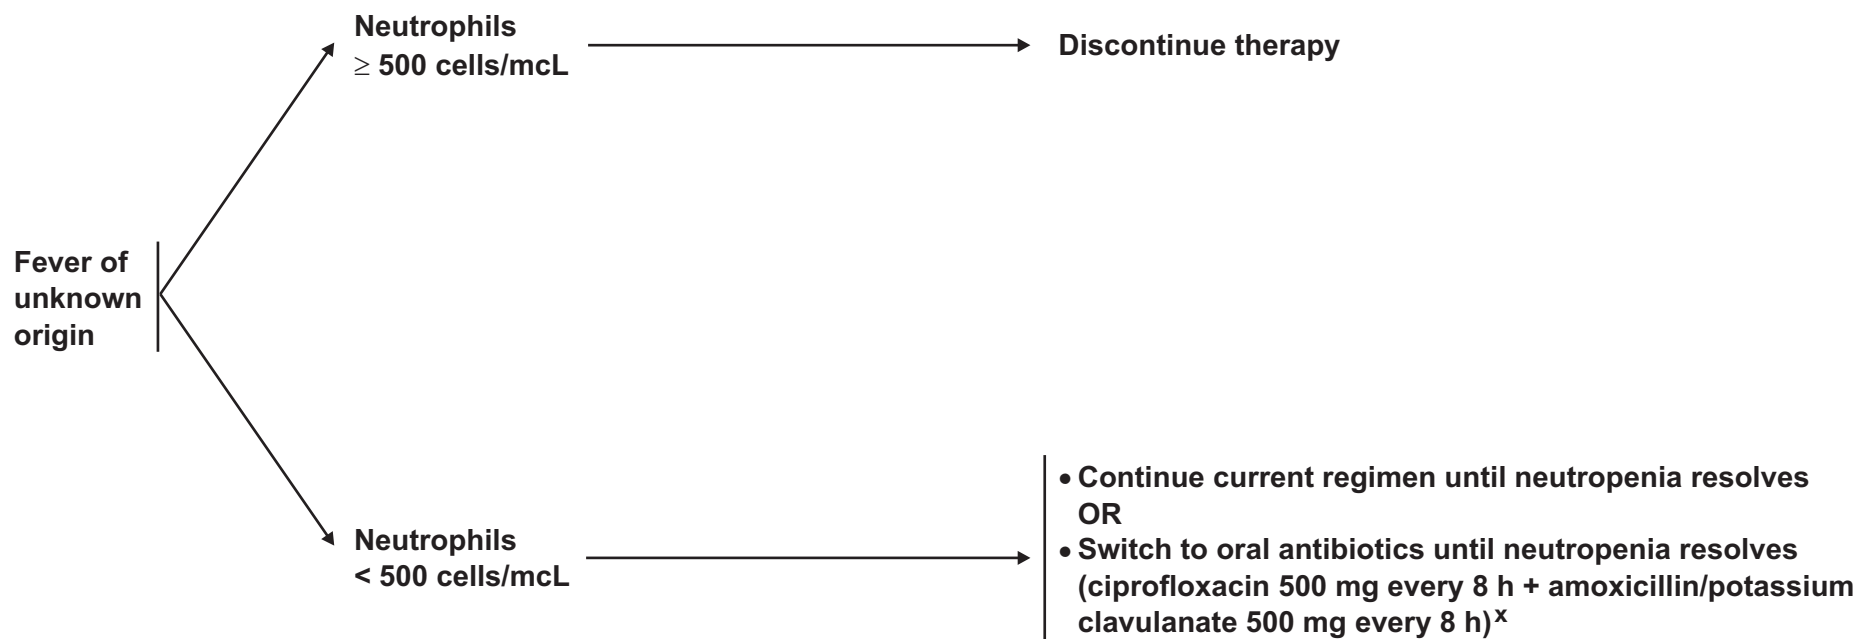 Neutrophils
≥ 500 cells/mcL
Discontinue therapy
Fever of
unknown
origin
Neutrophils
< 500 cells/mcL
• Continue current regimen until neutropenia resolves
OR
• Switch to oral antibiotics until neutropenia resolves
(ciprofloxacin 500 mg every 8 h + amoxicillin/potassium
clavulanate 500 mg every 8 h)x